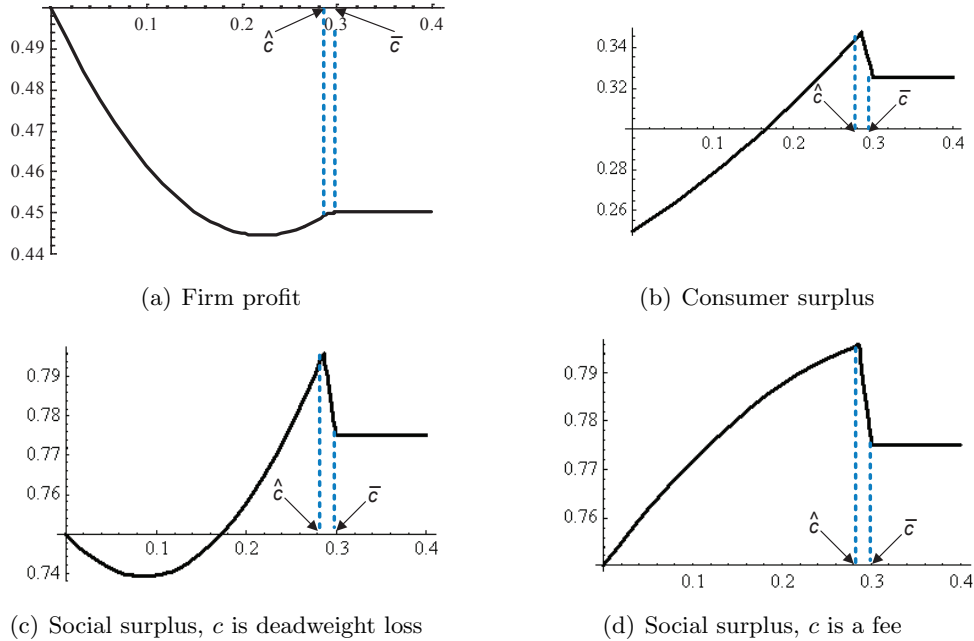 0.1 0.2 0.3 0.4
0.49
0.48
0.47
0.46
0.45
0.44
ĉ c̄
(a) Firm profit
0.34
0.32
0.28
0.26
0.1 0.2 0.3 0.4
ĉ c̄
(b) Consumer surplus
0.79
0.78
0.77
0.76
0.74
0.1 0.2 0.3 0.4
ĉ c̄
(c) Social surplus, c is deadweight loss
0.79
0.78
0.77
0.76
0.1 0.2 0.3 0.4
ĉ c̄
(d) Social surplus, c is a fee